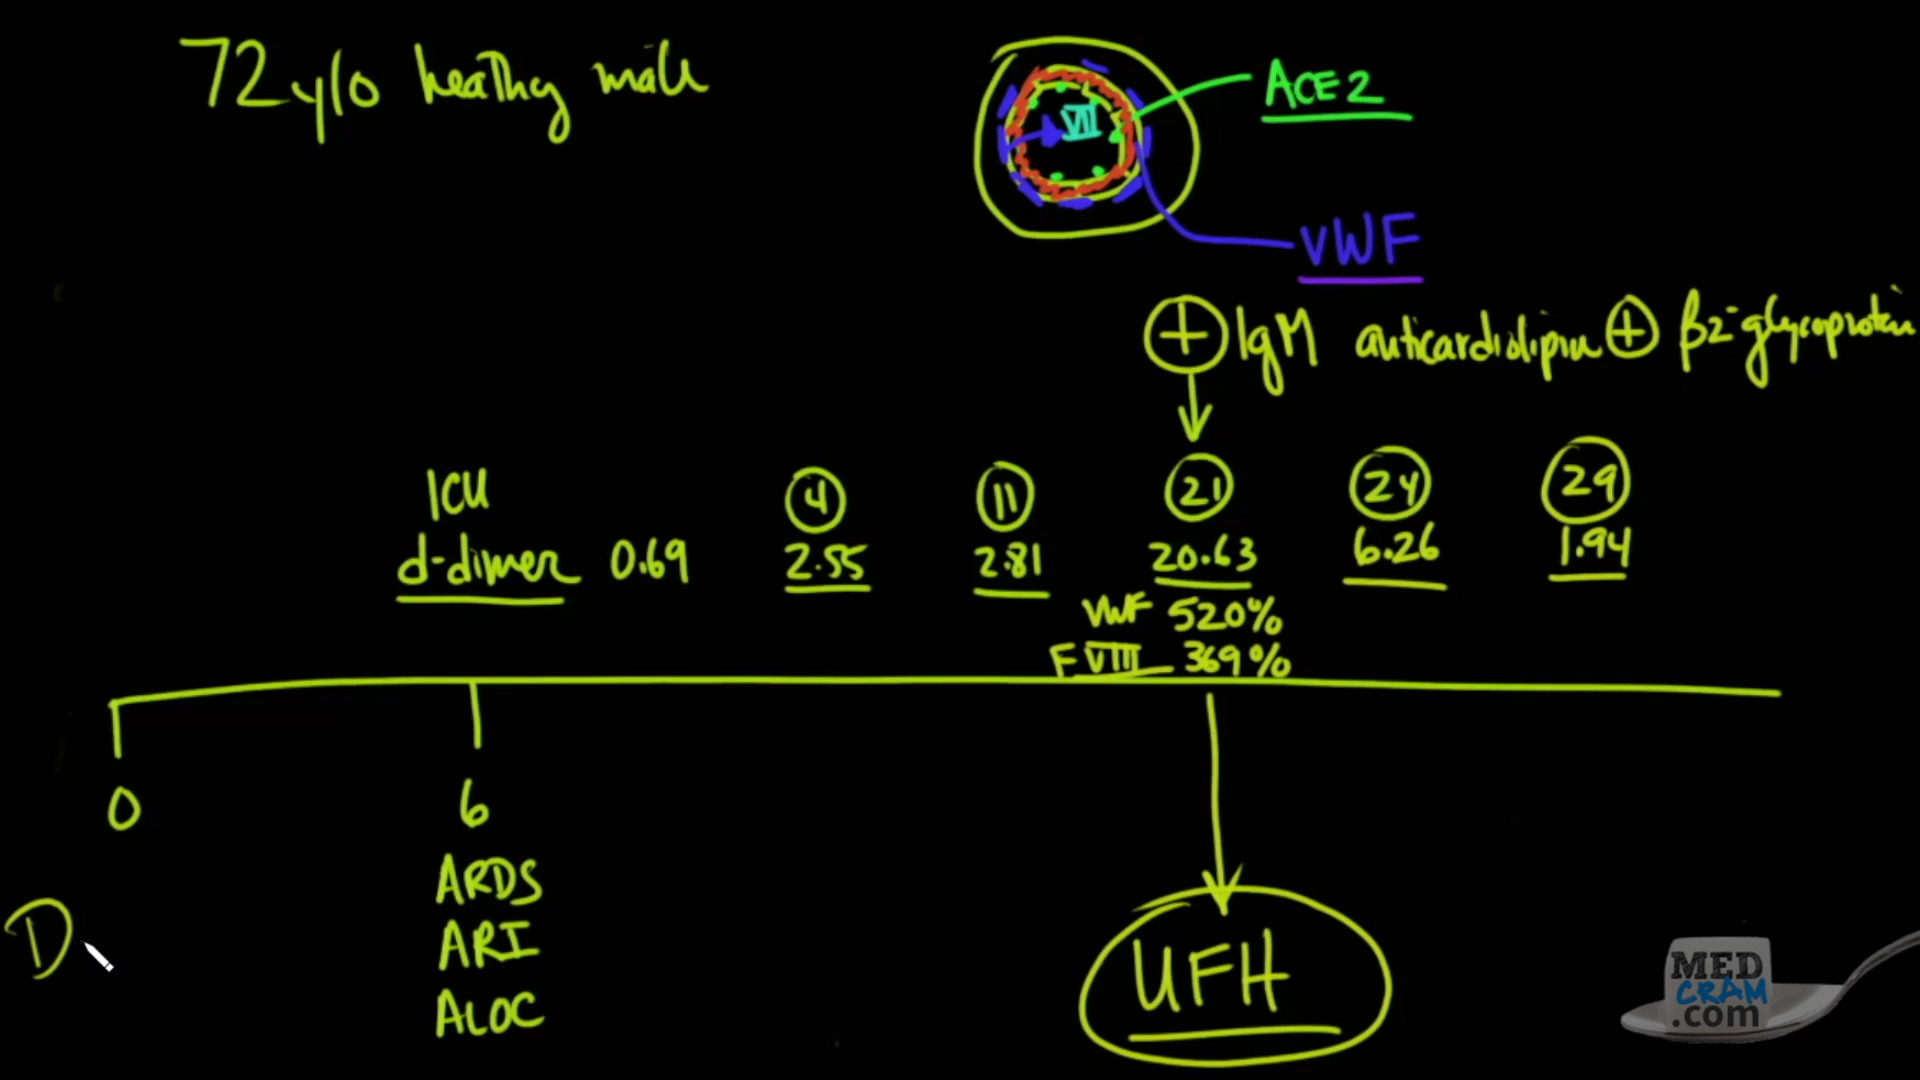 72 y/o healthy male
VIII
ACE2
vWF
+ IgM anticardiolipin + β2-glycoprotein
ICU
4 11 21 24 29
d-dimer 0.69 2.55 2.81 20.63 6.26 1.94
VWF 520%
F VIII 369%
0 6
ARDS
ARI
ALOC
D
UFH
MED
CRAM
.com